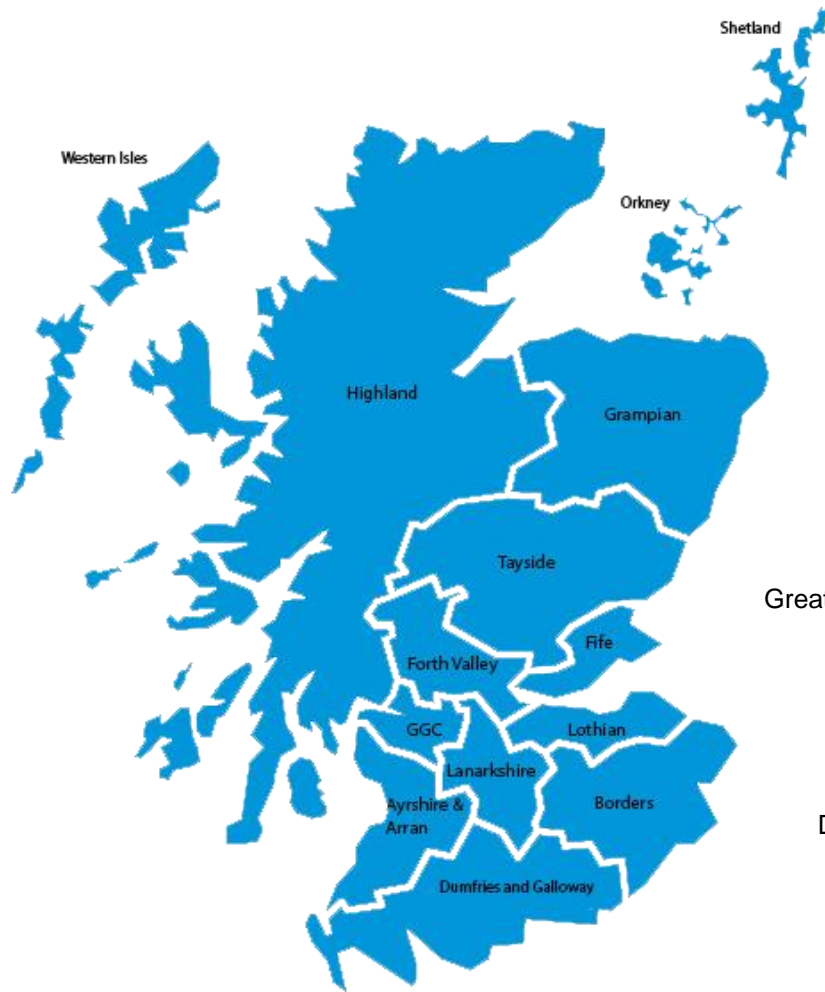 Shetland
Western Isles
Orkney
Highland
Grampian
Tayside
Great
Fife
Forth Valley
GGC
Lothian
Lanarkshire
Ayrshire &
Arran
Borders
D
Dumfries and Galloway